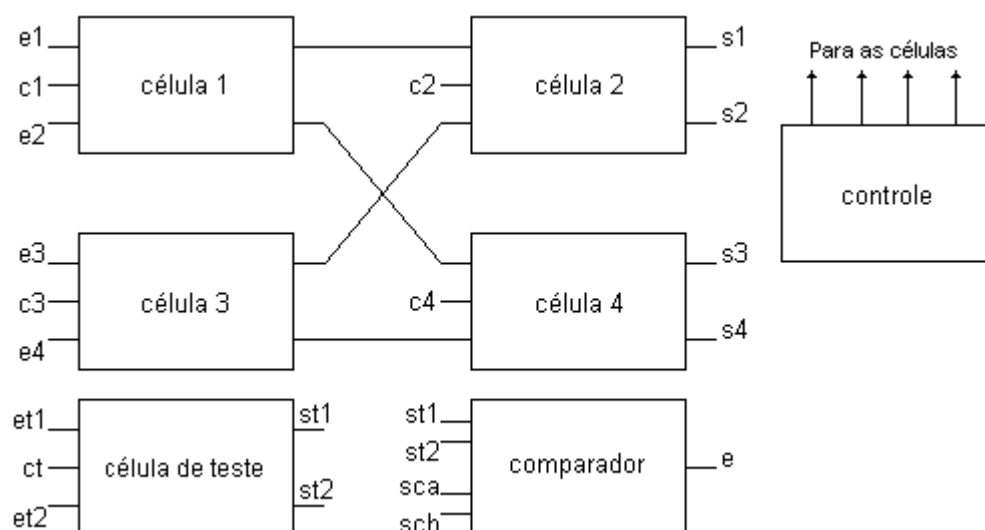 e1
c1
e2
célula 1
c2
célula 2
s1
s2
Para as células
controle
e3
c3
e4
célula 3
c4
célula 4
s3
s4
et1
ct
et2
célula de teste
st1
st2
st1
st2
sca
scb
comparador
e